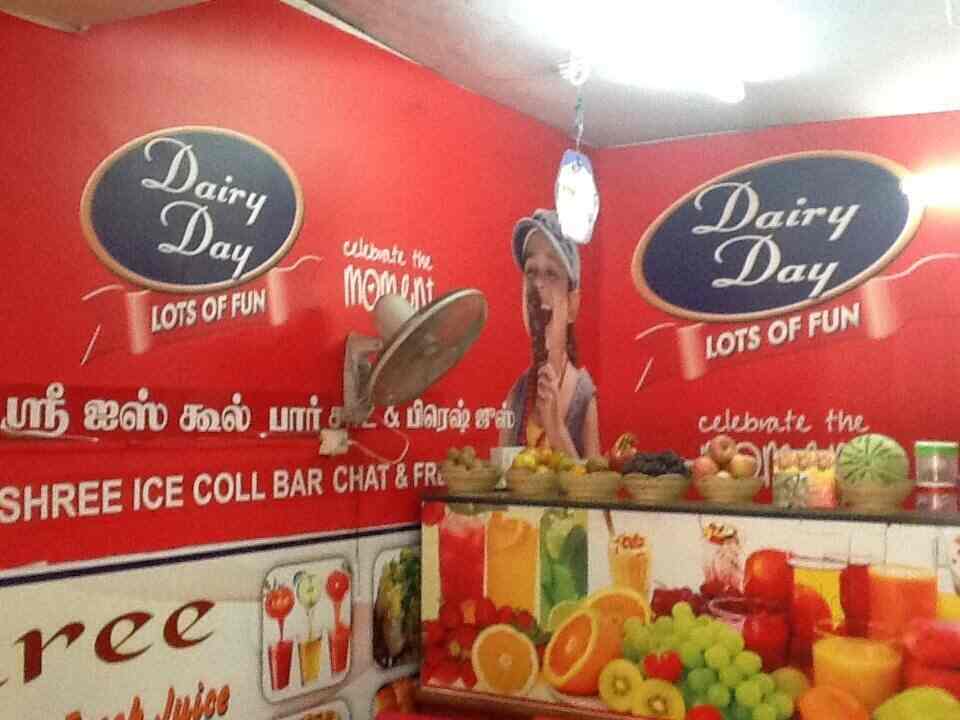 Dairy
Day
LOTS OF FUN
celebrate the
MOMENT
Dairy
Day
LOTS OF FUN
celebrate the
ஸ்ரீ ஐஸ் கூல் பார் & பிரெஷ் ஜுஸ்
SHREE ICE COLL BAR CHAT &
ree
Juice